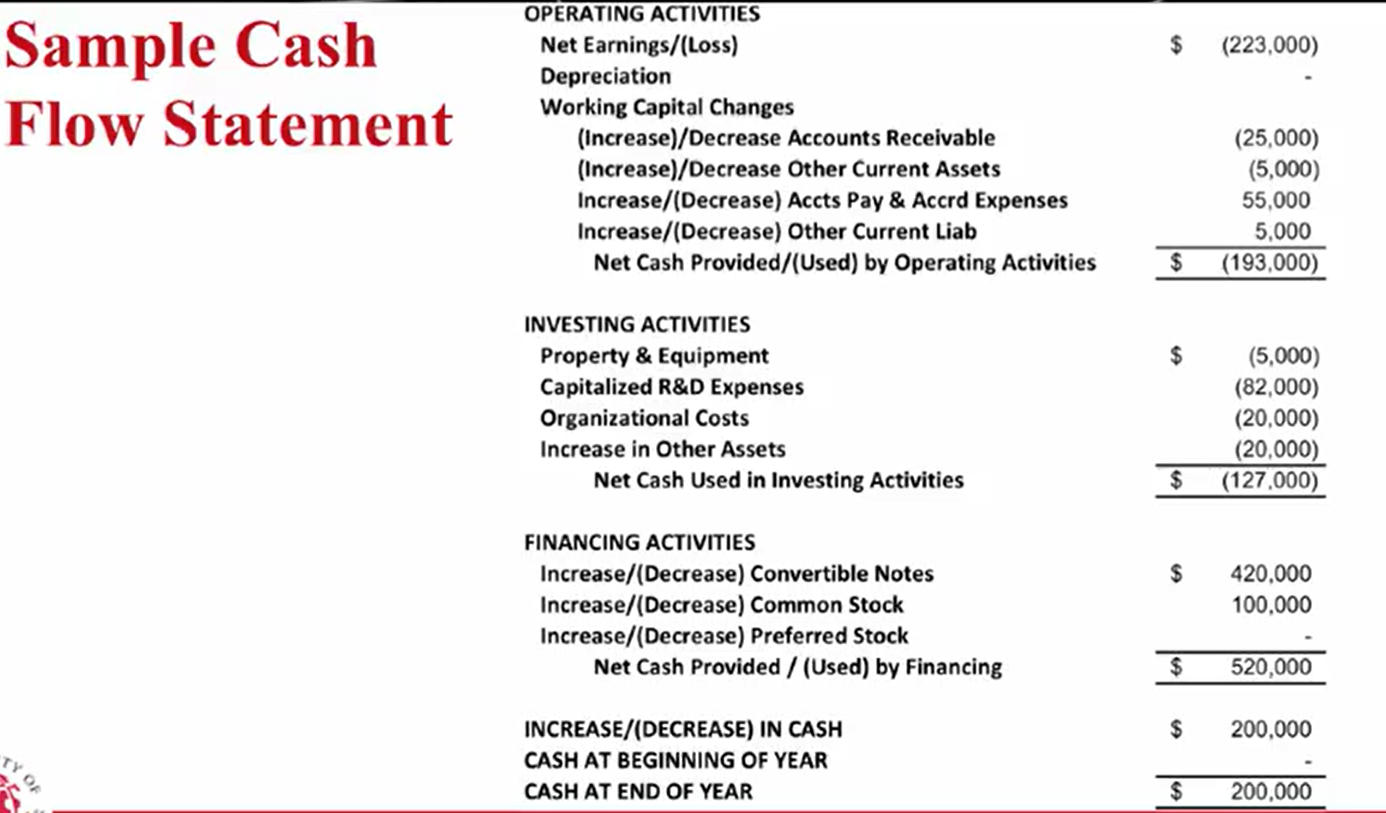 Sample Cash
Flow Statement
OPERATING ACTIVITIES
Net Earnings/(Loss) $ (223,000)
Depreciation -
Working Capital Changes
(Increase)/Decrease Accounts Receivable (25,000)
(Increase)/Decrease Other Current Assets (5,000)
Increase/(Decrease) Accts Pay & Accrd Expenses 55,000
Increase/(Decrease) Other Current Liab 5,000
Net Cash Provided/(Used) by Operating Activities $ (193,000)
INVESTING ACTIVITIES
Property & Equipment $ (5,000)
Capitalized R&D Expenses (82,000)
Organizational Costs (20,000)
Increase in Other Assets (20,000)
Net Cash Used in Investing Activities $ (127,000)
FINANCING ACTIVITIES
Increase/(Decrease) Convertible Notes $ 420,000
Increase/(Decrease) Common Stock 100,000
Increase/(Decrease) Preferred Stock -
Net Cash Provided / (Used) by Financing $ 520,000
INCREASE/(DECREASE) IN CASH $ 200,000
CASH AT BEGINNING OF YEAR -
CASH AT END OF YEAR $ 200,000